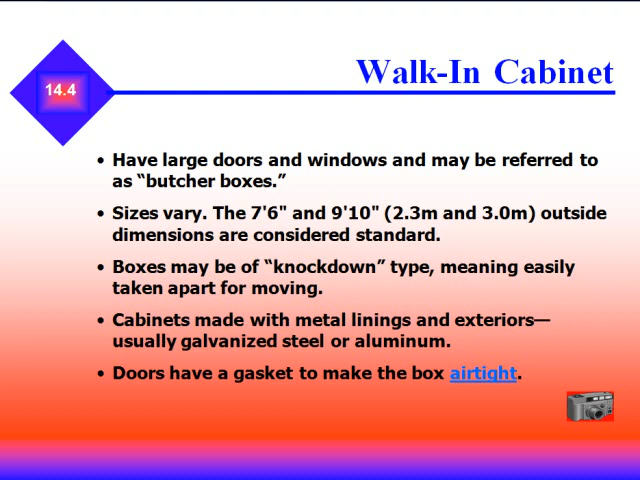 Walk-In Cabinet
14.4
• Have large doors and windows and may be referred to
as “butcher boxes.”
• Sizes vary. The 7'6" and 9'10" (2.3m and 3.0m) outside
dimensions are considered standard.
• Boxes may be of “knockdown” type, meaning easily
taken apart for moving.
• Cabinets made with metal linings and exteriors—
usually galvanized steel or aluminum.
• Doors have a gasket to make the box airtight.